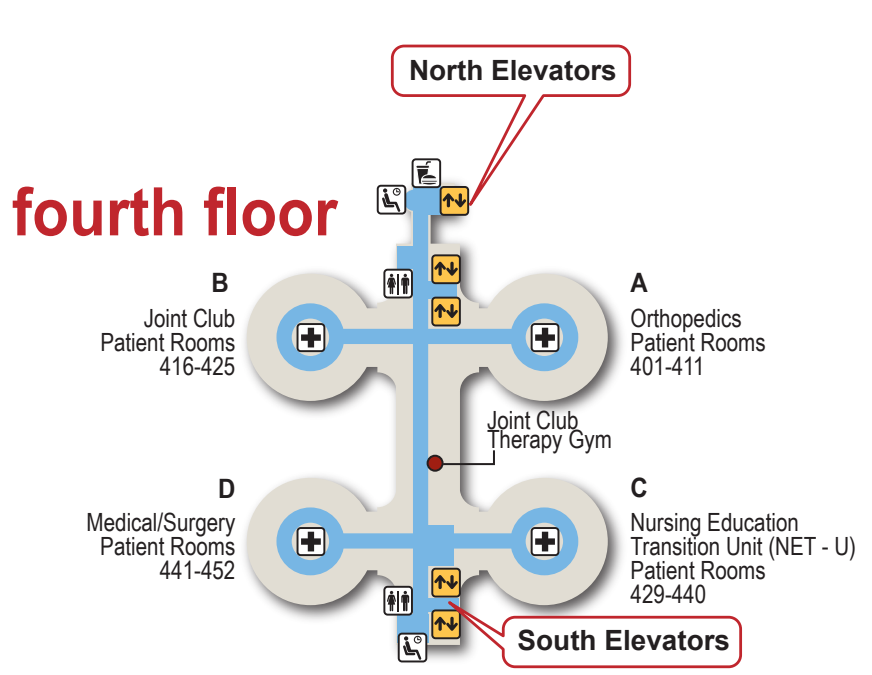 North Elevators
fourth floor
B
Joint Club
Patient Rooms
416-425
A
Orthopedics
Patient Rooms
401-411
Joint Club
Therapy Gym
D
Medical/Surgery
Patient Rooms
441-452
C
Nursing Education
Transition Unit (NET - U)
Patient Rooms
429-440
South Elevators